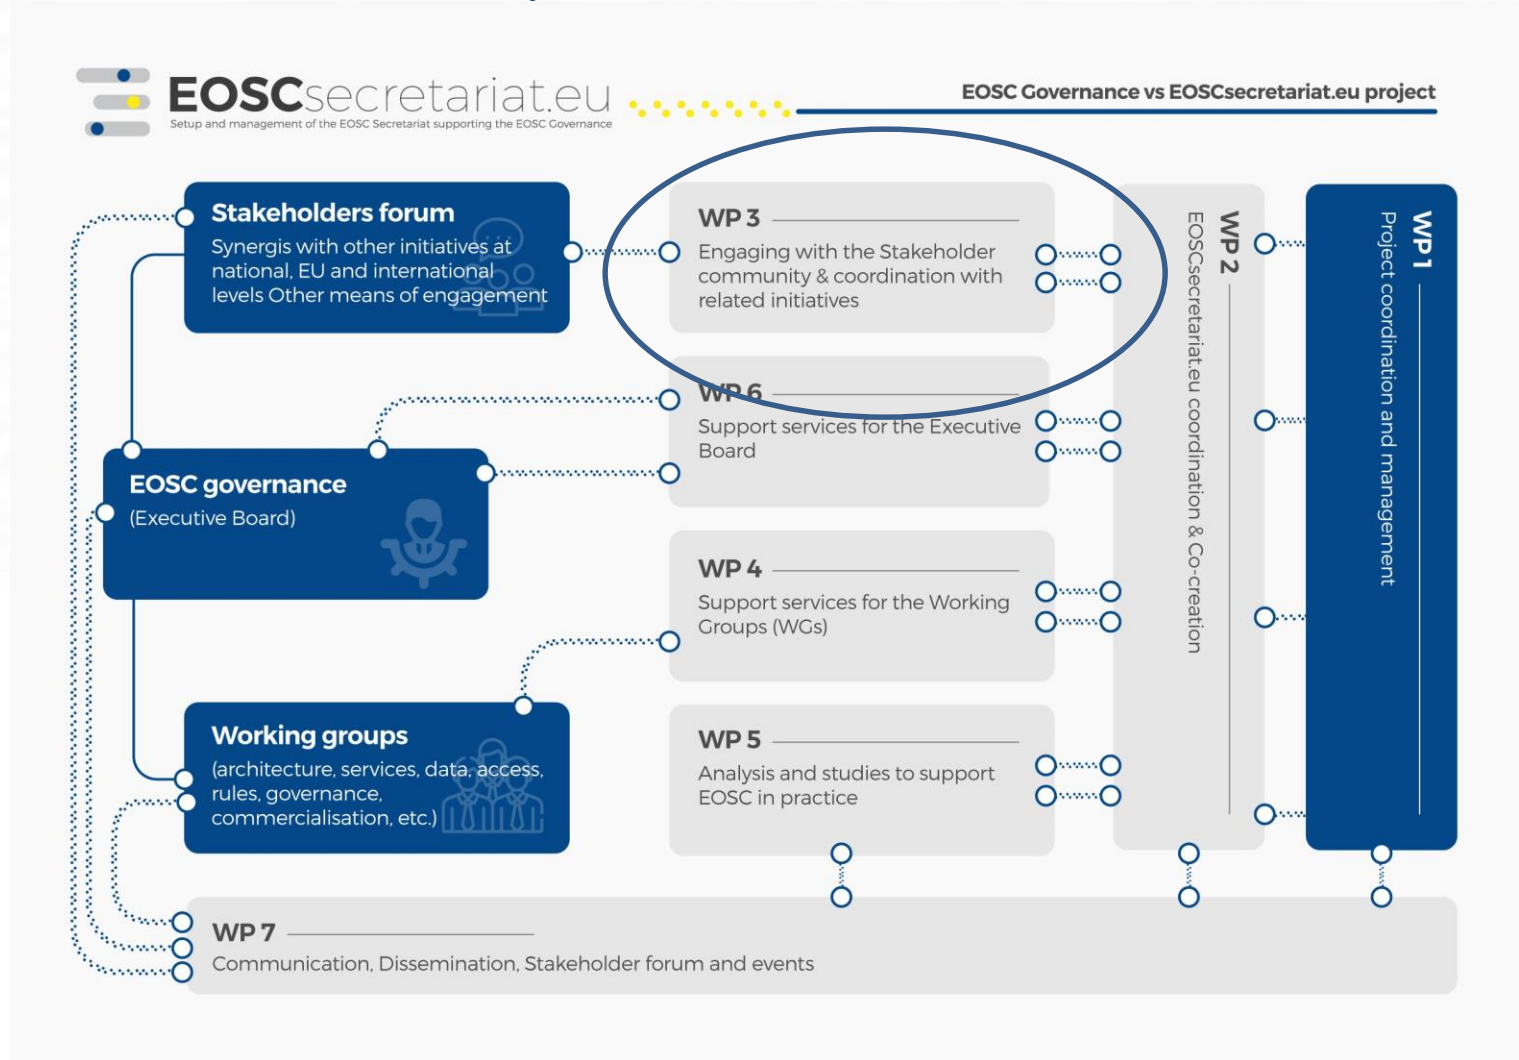 EOSCsecretariat.eu
Setup and management of the EOSC Secretariat supporting the EOSC Governance
EOSC Governance vs EOSCsecretariat.eu project
Stakeholders forum
Synergis with other initiatives at
national, EU and international
levels Other means of engagement
WP 3
Engaging with the Stakeholder
community & coordination with
related initiatives
WP 2
EOSCsecretariat.eu coordination & Co-creation
WP 1
Project coordination and management
WP 6
Support services for the Executive
Board
EOSC governance
(Executive Board)
WP 4
Support services for the Working
Groups (WGs)
Working groups
(architecture, services, data, access,
rules, governance,
commercialisation, etc.)
WP 5
Analysis and studies to support
EOSC in practice
WP 7
Communication, Dissemination, Stakeholder forum and events